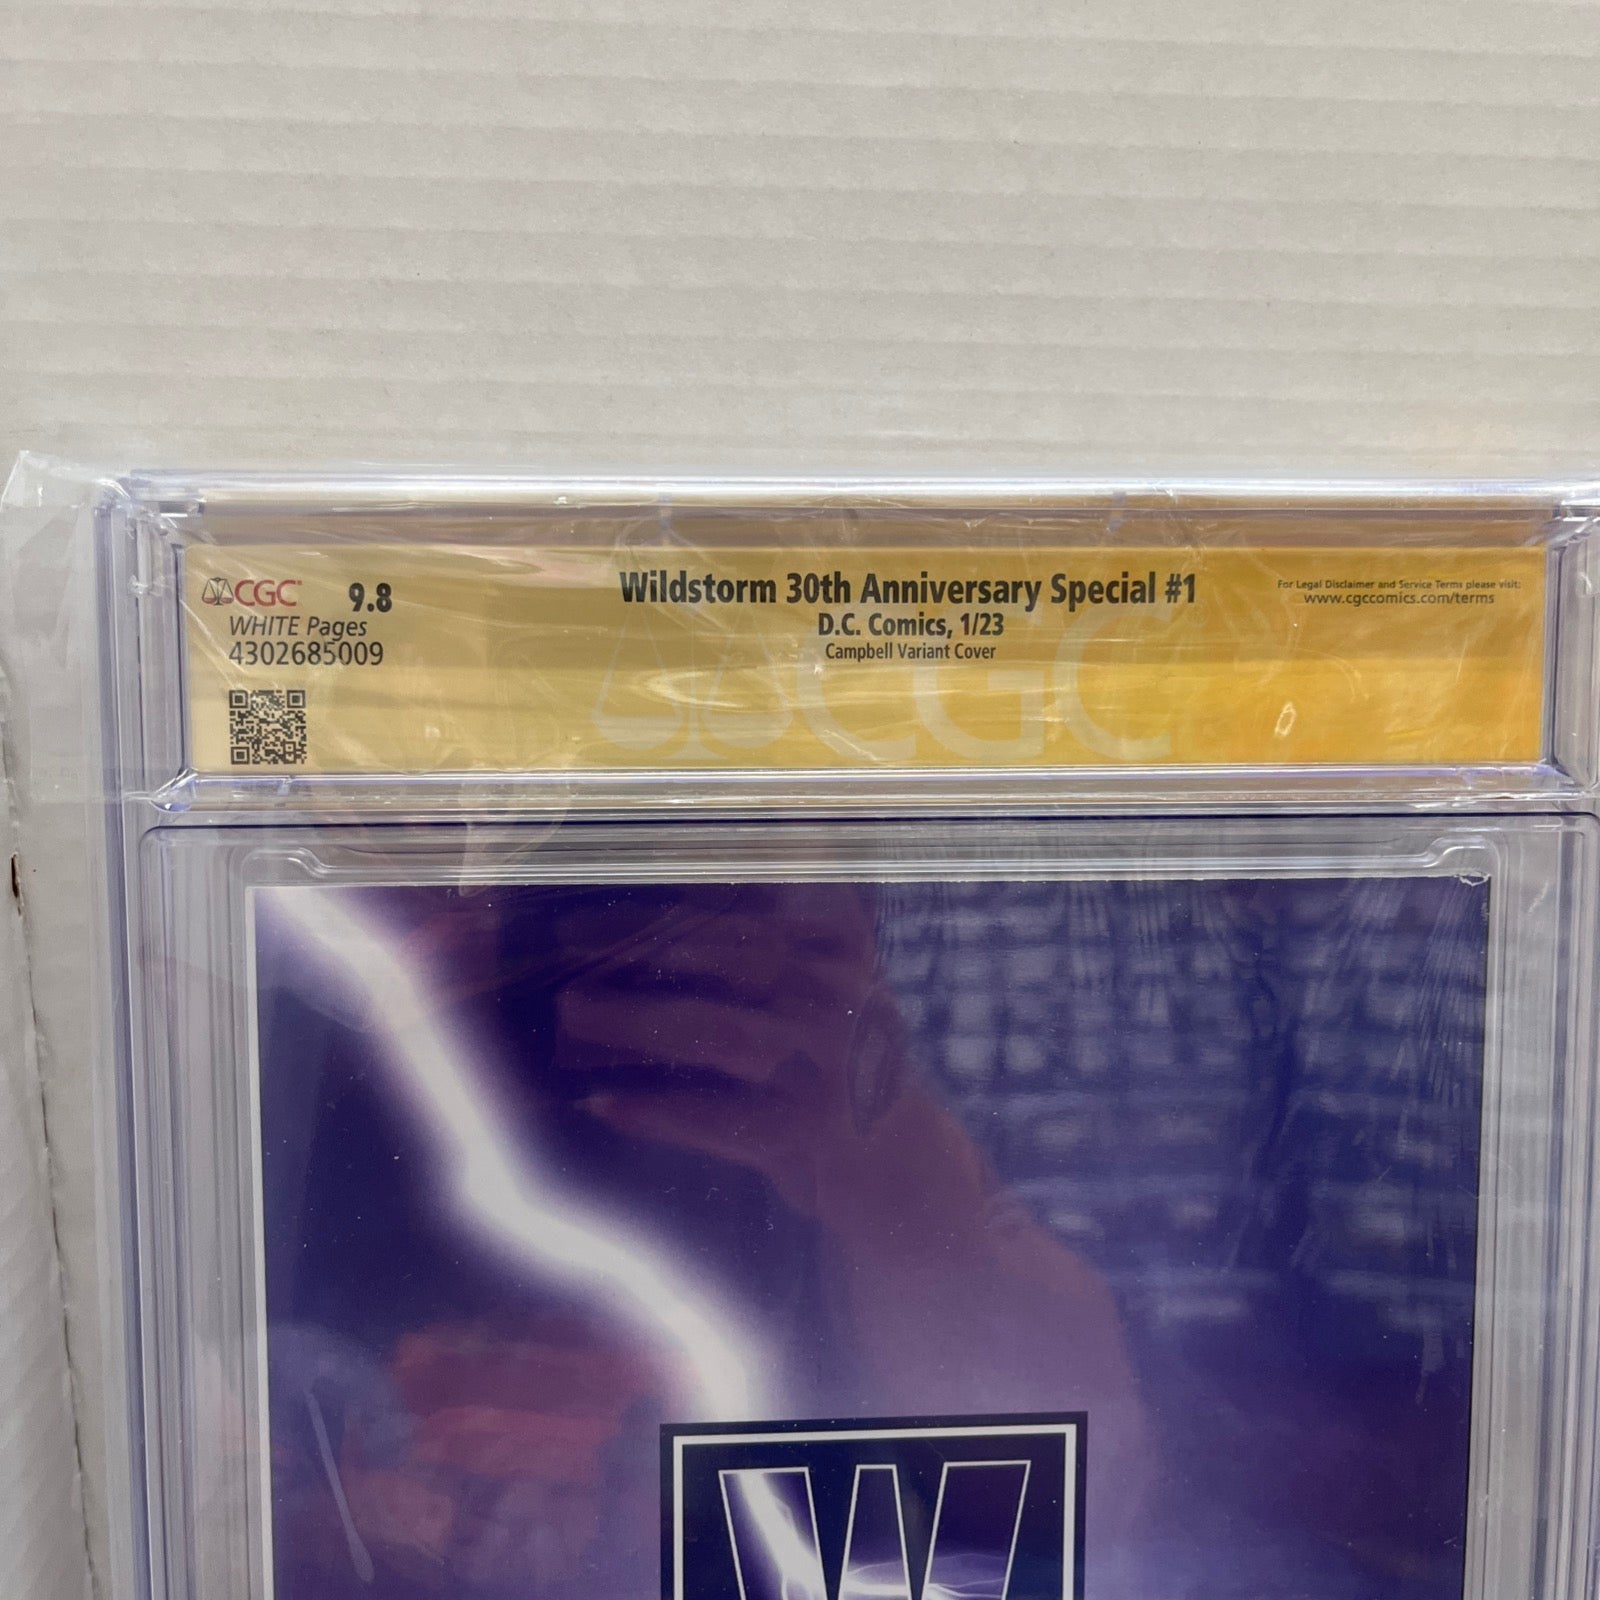 CGC 9.8
WHITE Pages
4302685009
Wildstorm 30th Anniversary Special #1
D.C. Comics, 1/23
Campbell Variant Cover
For Legal Disclaimer and Service Terms please visit:
www.cgccomics.com/terms
CGC
W